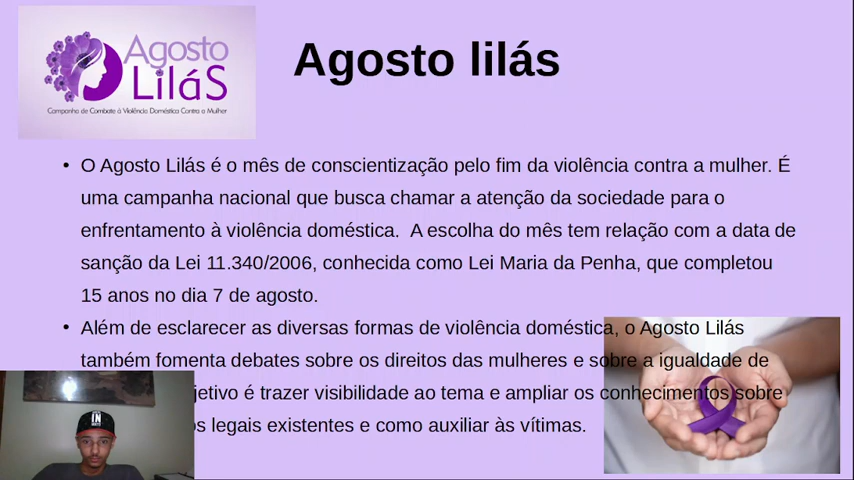 Agosto
LiláS
Campanha de Combate à Violência Doméstica Contra a Mulher
Agosto lilás
• O Agosto Lilás é o mês de conscientização pelo fim da violência contra a mulher. É
uma campanha nacional que busca chamar a atenção da sociedade para o
enfrentamento à violência doméstica. A escolha do mês tem relação com a data de
sanção da Lei 11.340/2006, conhecida como Lei Maria da Penha, que completou
15 anos no dia 7 de agosto.
• Além de esclarecer as diversas formas de violência doméstica, o Agosto Lilás
também fomenta debates sobre os direitos das mulheres e sobre a igualdade de
jetivo é trazer visibilidade ao tema e ampliar os conhecimentos sobre
os legais existentes e como auxiliar às vítimas.
IN